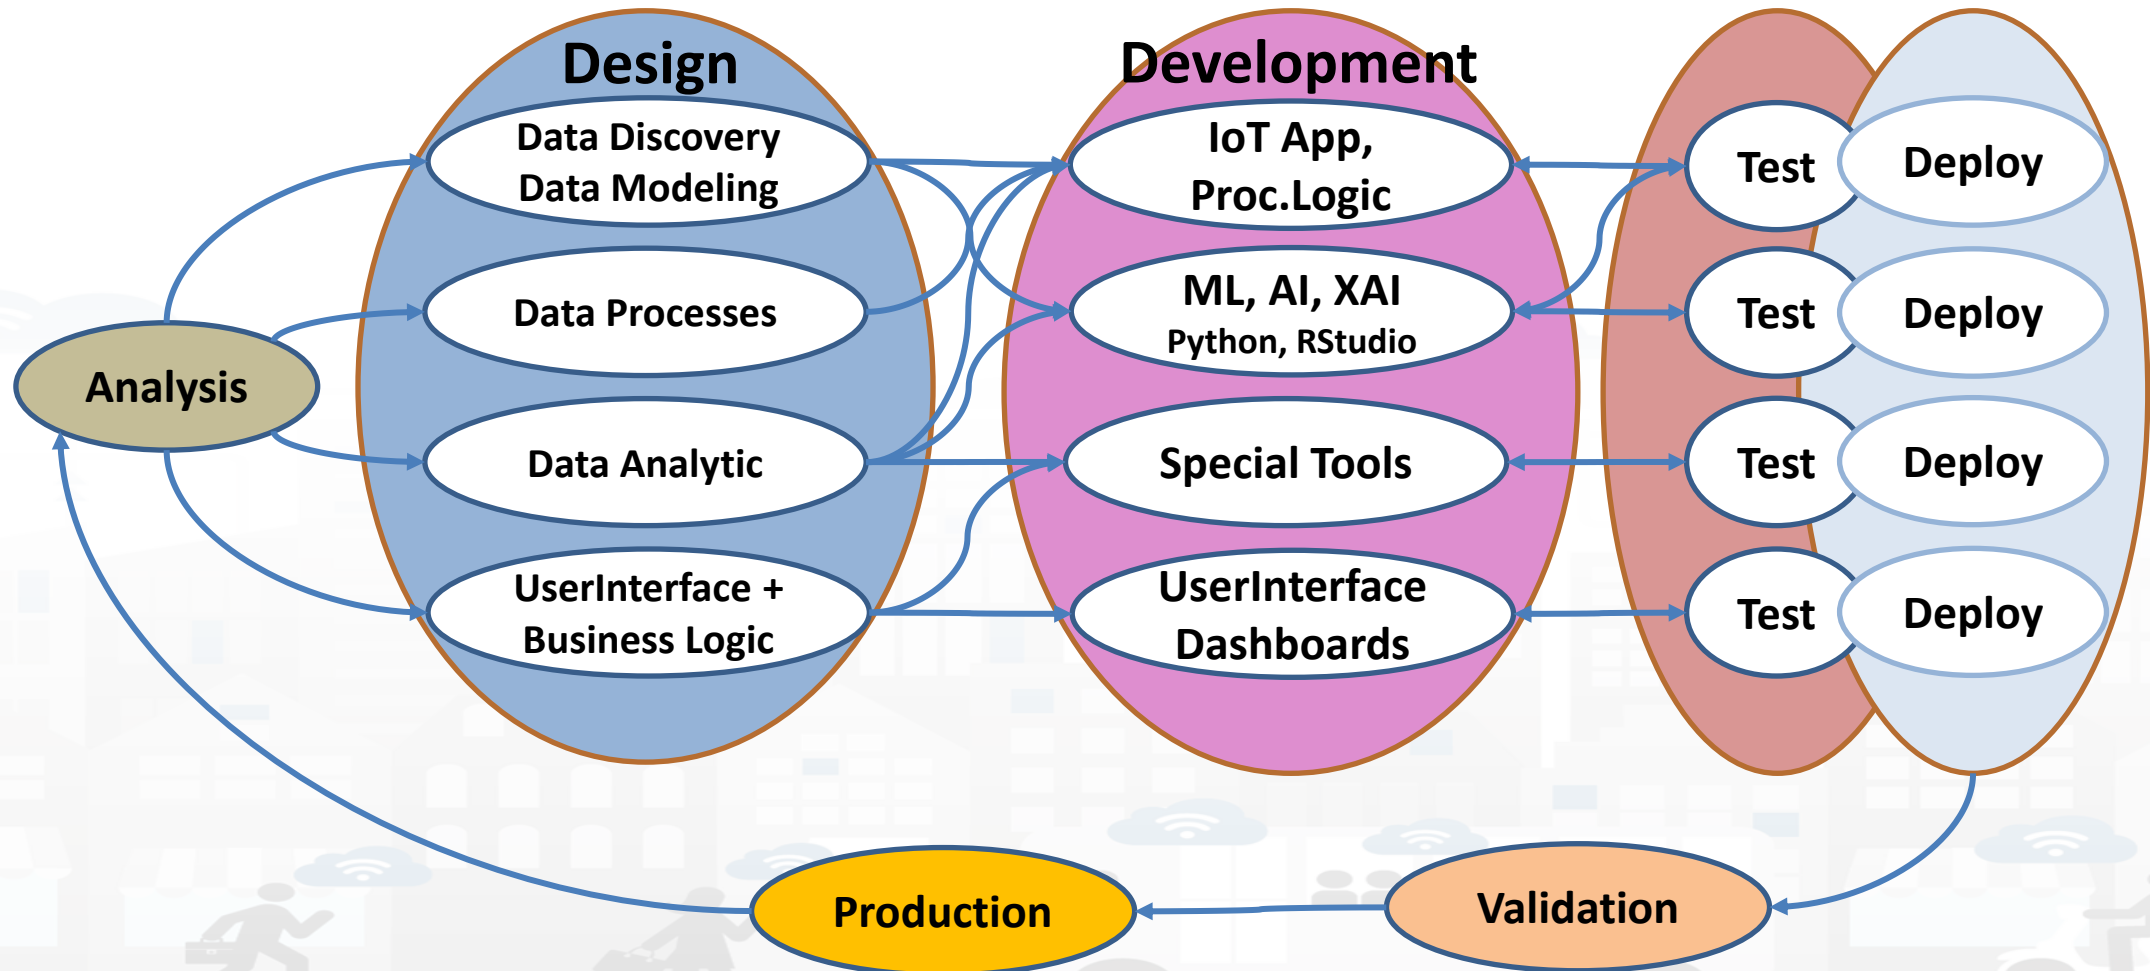 Design
Development
Data Discovery
Data Modeling
IoT App,
Proc.Logic
Test
Deploy
Data Processes
ML, AI, XAI
Python, RStudio
Test
Deploy
Analysis
Data Analytic
Special Tools
Test
Deploy
UserInterface +
Business Logic
UserInterface
Dashboards
Test
Deploy
Production
Validation